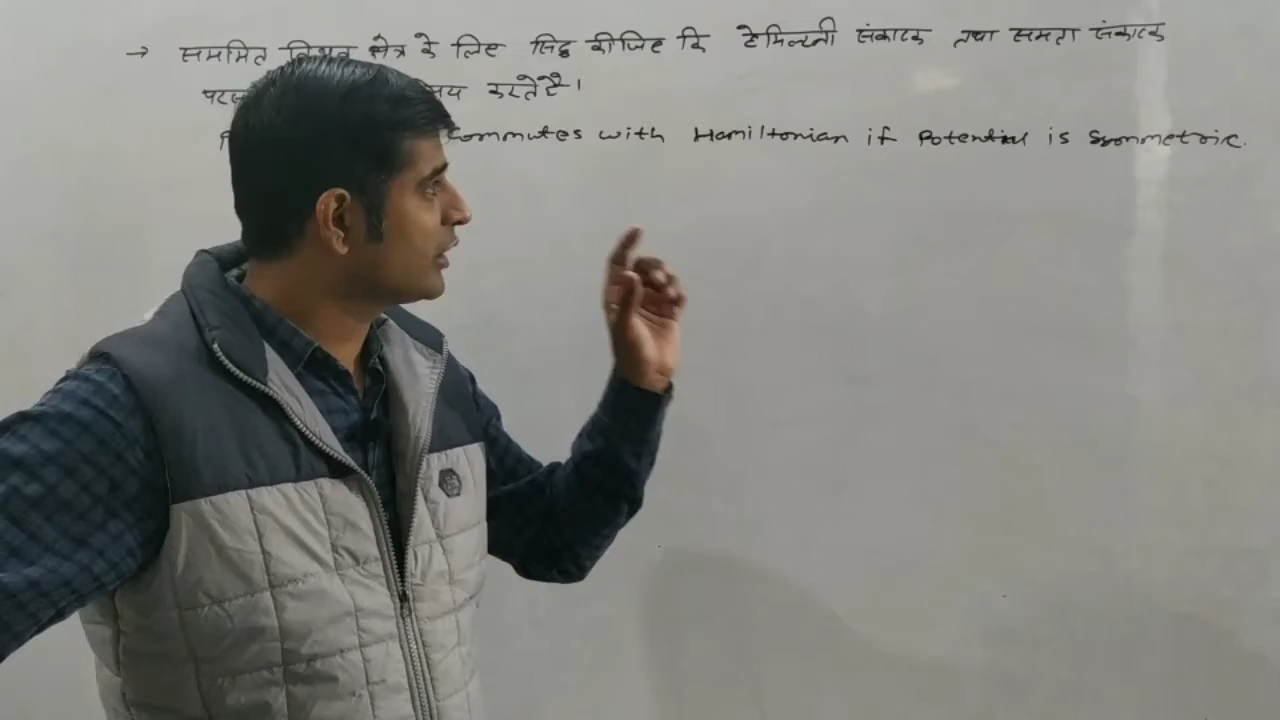 → सममित विभव क्षेत्र के लिए सिद्ध कीजिए कि हेमिल्टनी संकारक तथा समता संकारक
करते है।
commutes with Hamiltonian if Potential is Symmetric.